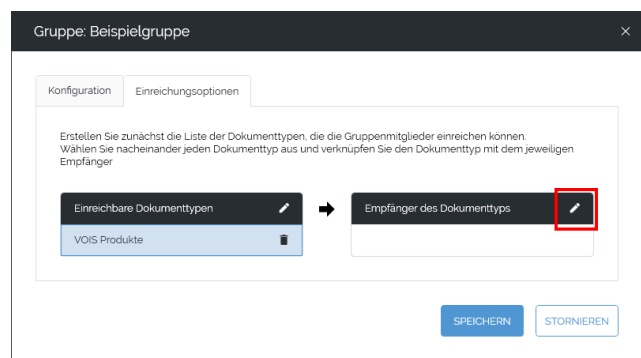 Gruppe: Beispielgruppe
Konfiguration
Einreichungsoptionen
Erstellen Sie zunächst die Liste der Dokumenttypen, die die Gruppenmitglieder einreichen können.
Wählen Sie nacheinander jeden Dokumenttyp aus und verknüpfen Sie den Dokumenttyp mit dem jeweiligen
Empfänger
Einreichbare Dokumenttypen
Empfänger des Dokumenttyps
VOIS Produkte
SPEICHERN
STORNIEREN